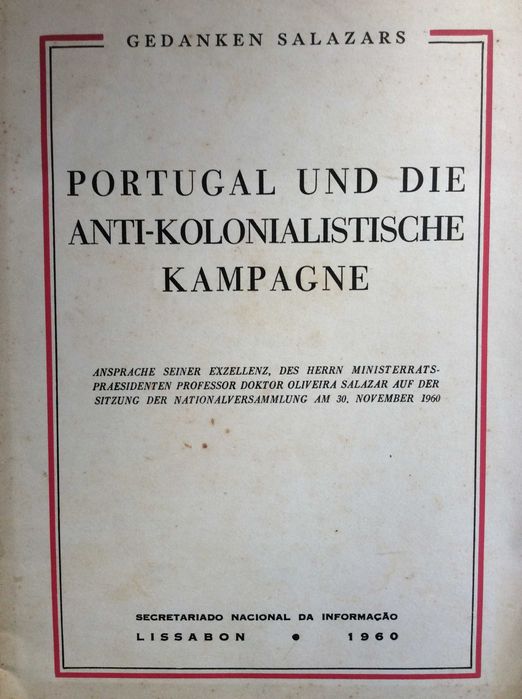 GEDANKEN SALAZARS
PORTUGAL UND DIE
ANTI-KOLONIALISTISCHE
KAMPAGNE
ANSPRACHE SEINER EXZELLENZ, DES HERRN MINISTERRATS-
PRAESIDENTEN PROFESSOR DOKTOR OLIVEIRA SALAZAR AUF DER
SITZUNG DER NATIONALVERSAMMLUNG AM 30. NOVEMBER 1960
SECRETARIADO NACIONAL DA INFORMAÇÃO
LISSABON • 1960